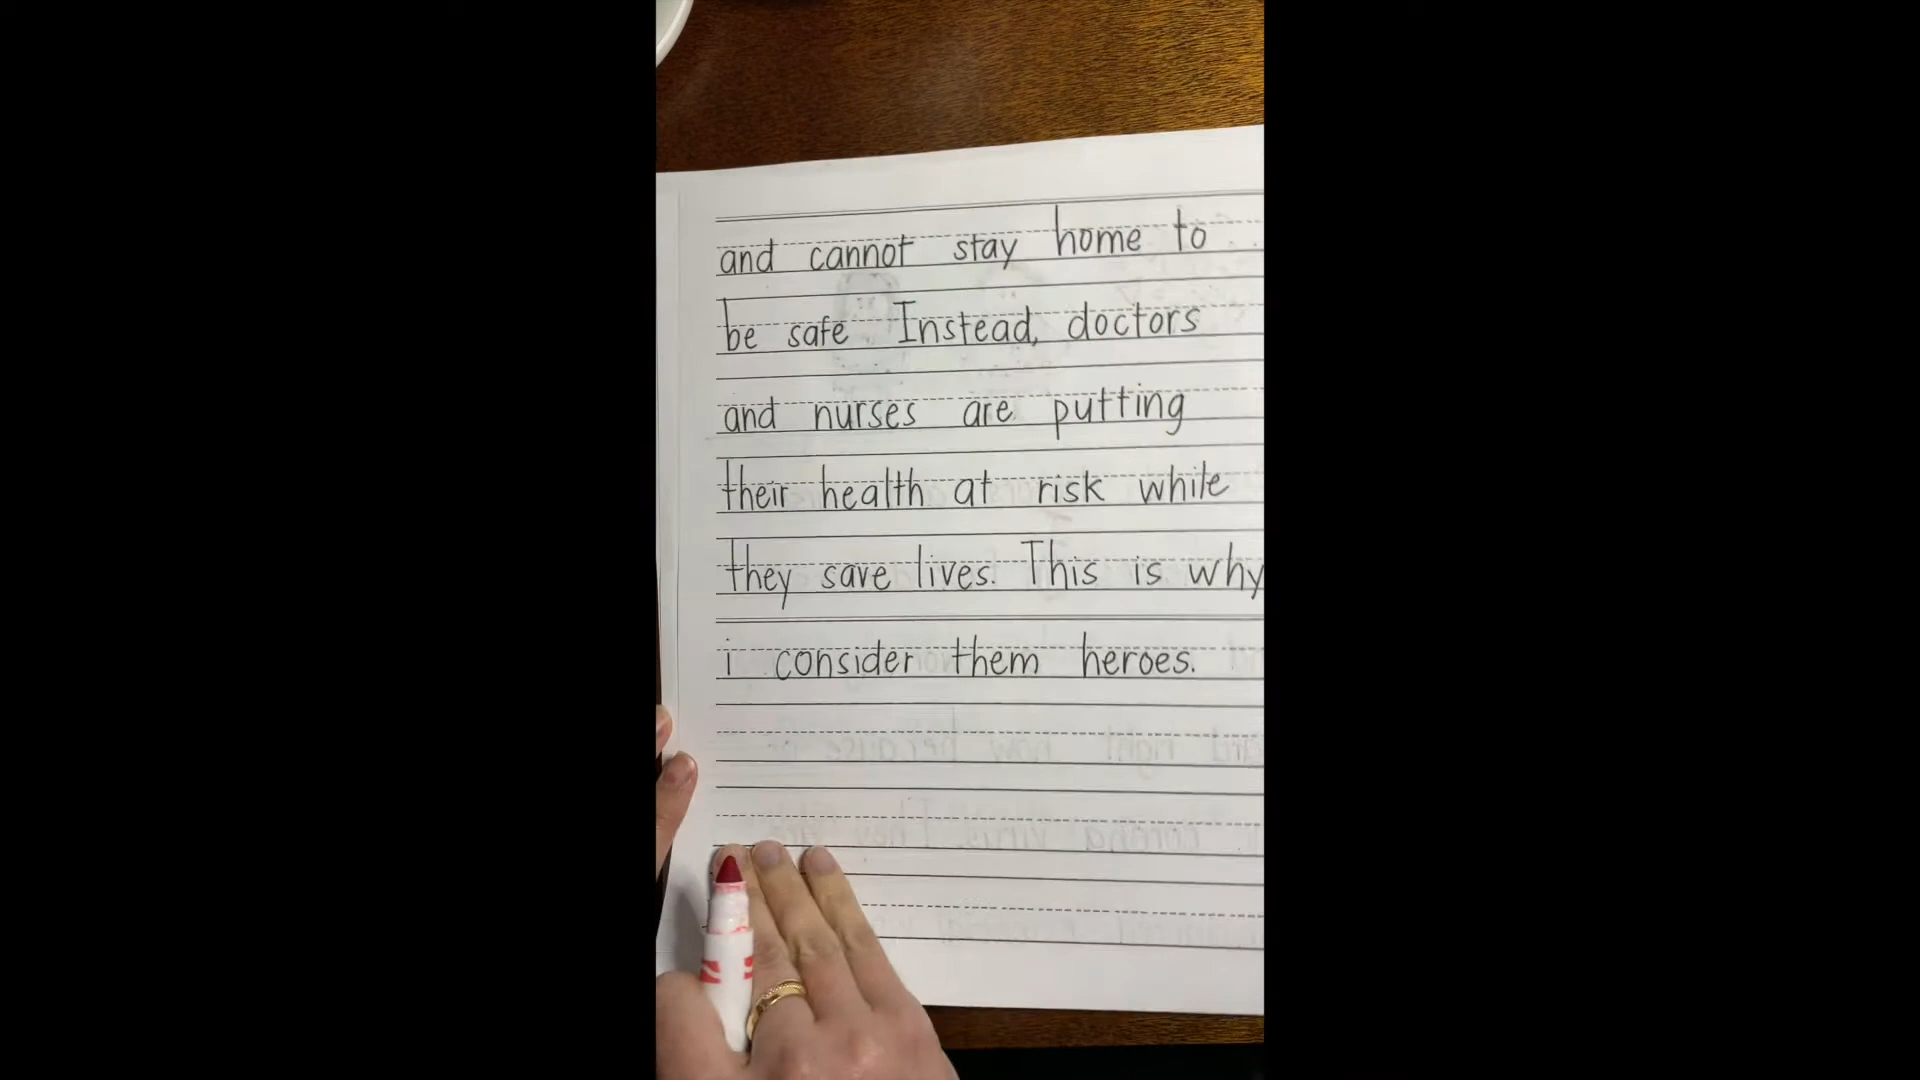 and cannot stay home to
be safe Instead, doctors
and nurses are putting
their health at risk while
they save lives. This is why
i consider them heroes.